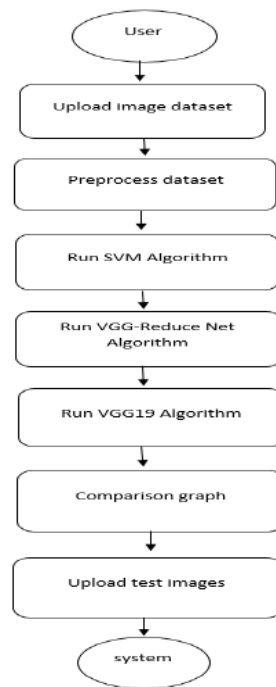 User
Upload image dataset
Preprocess dataset
Run SVM Algorithm
Run VGG-Reduce Net
Algorithm
Run VGG19 Algorithm
Comparison graph
Upload test images
system